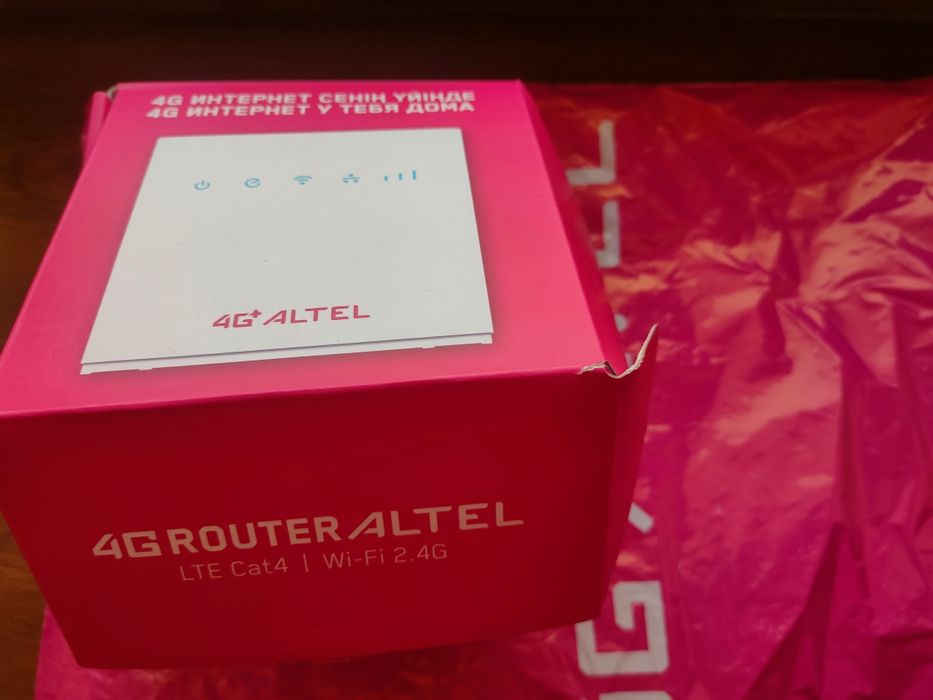 4G ИНТЕРНЕТ СЕНІҢ ҮЙІҢДЕ
4G ИНТЕРНЕТ У ТЕБЯ ДОМА
4G+ ALTEL
4G ROUTER ALTEL
LTE Cat4 | Wi-Fi 2.4G